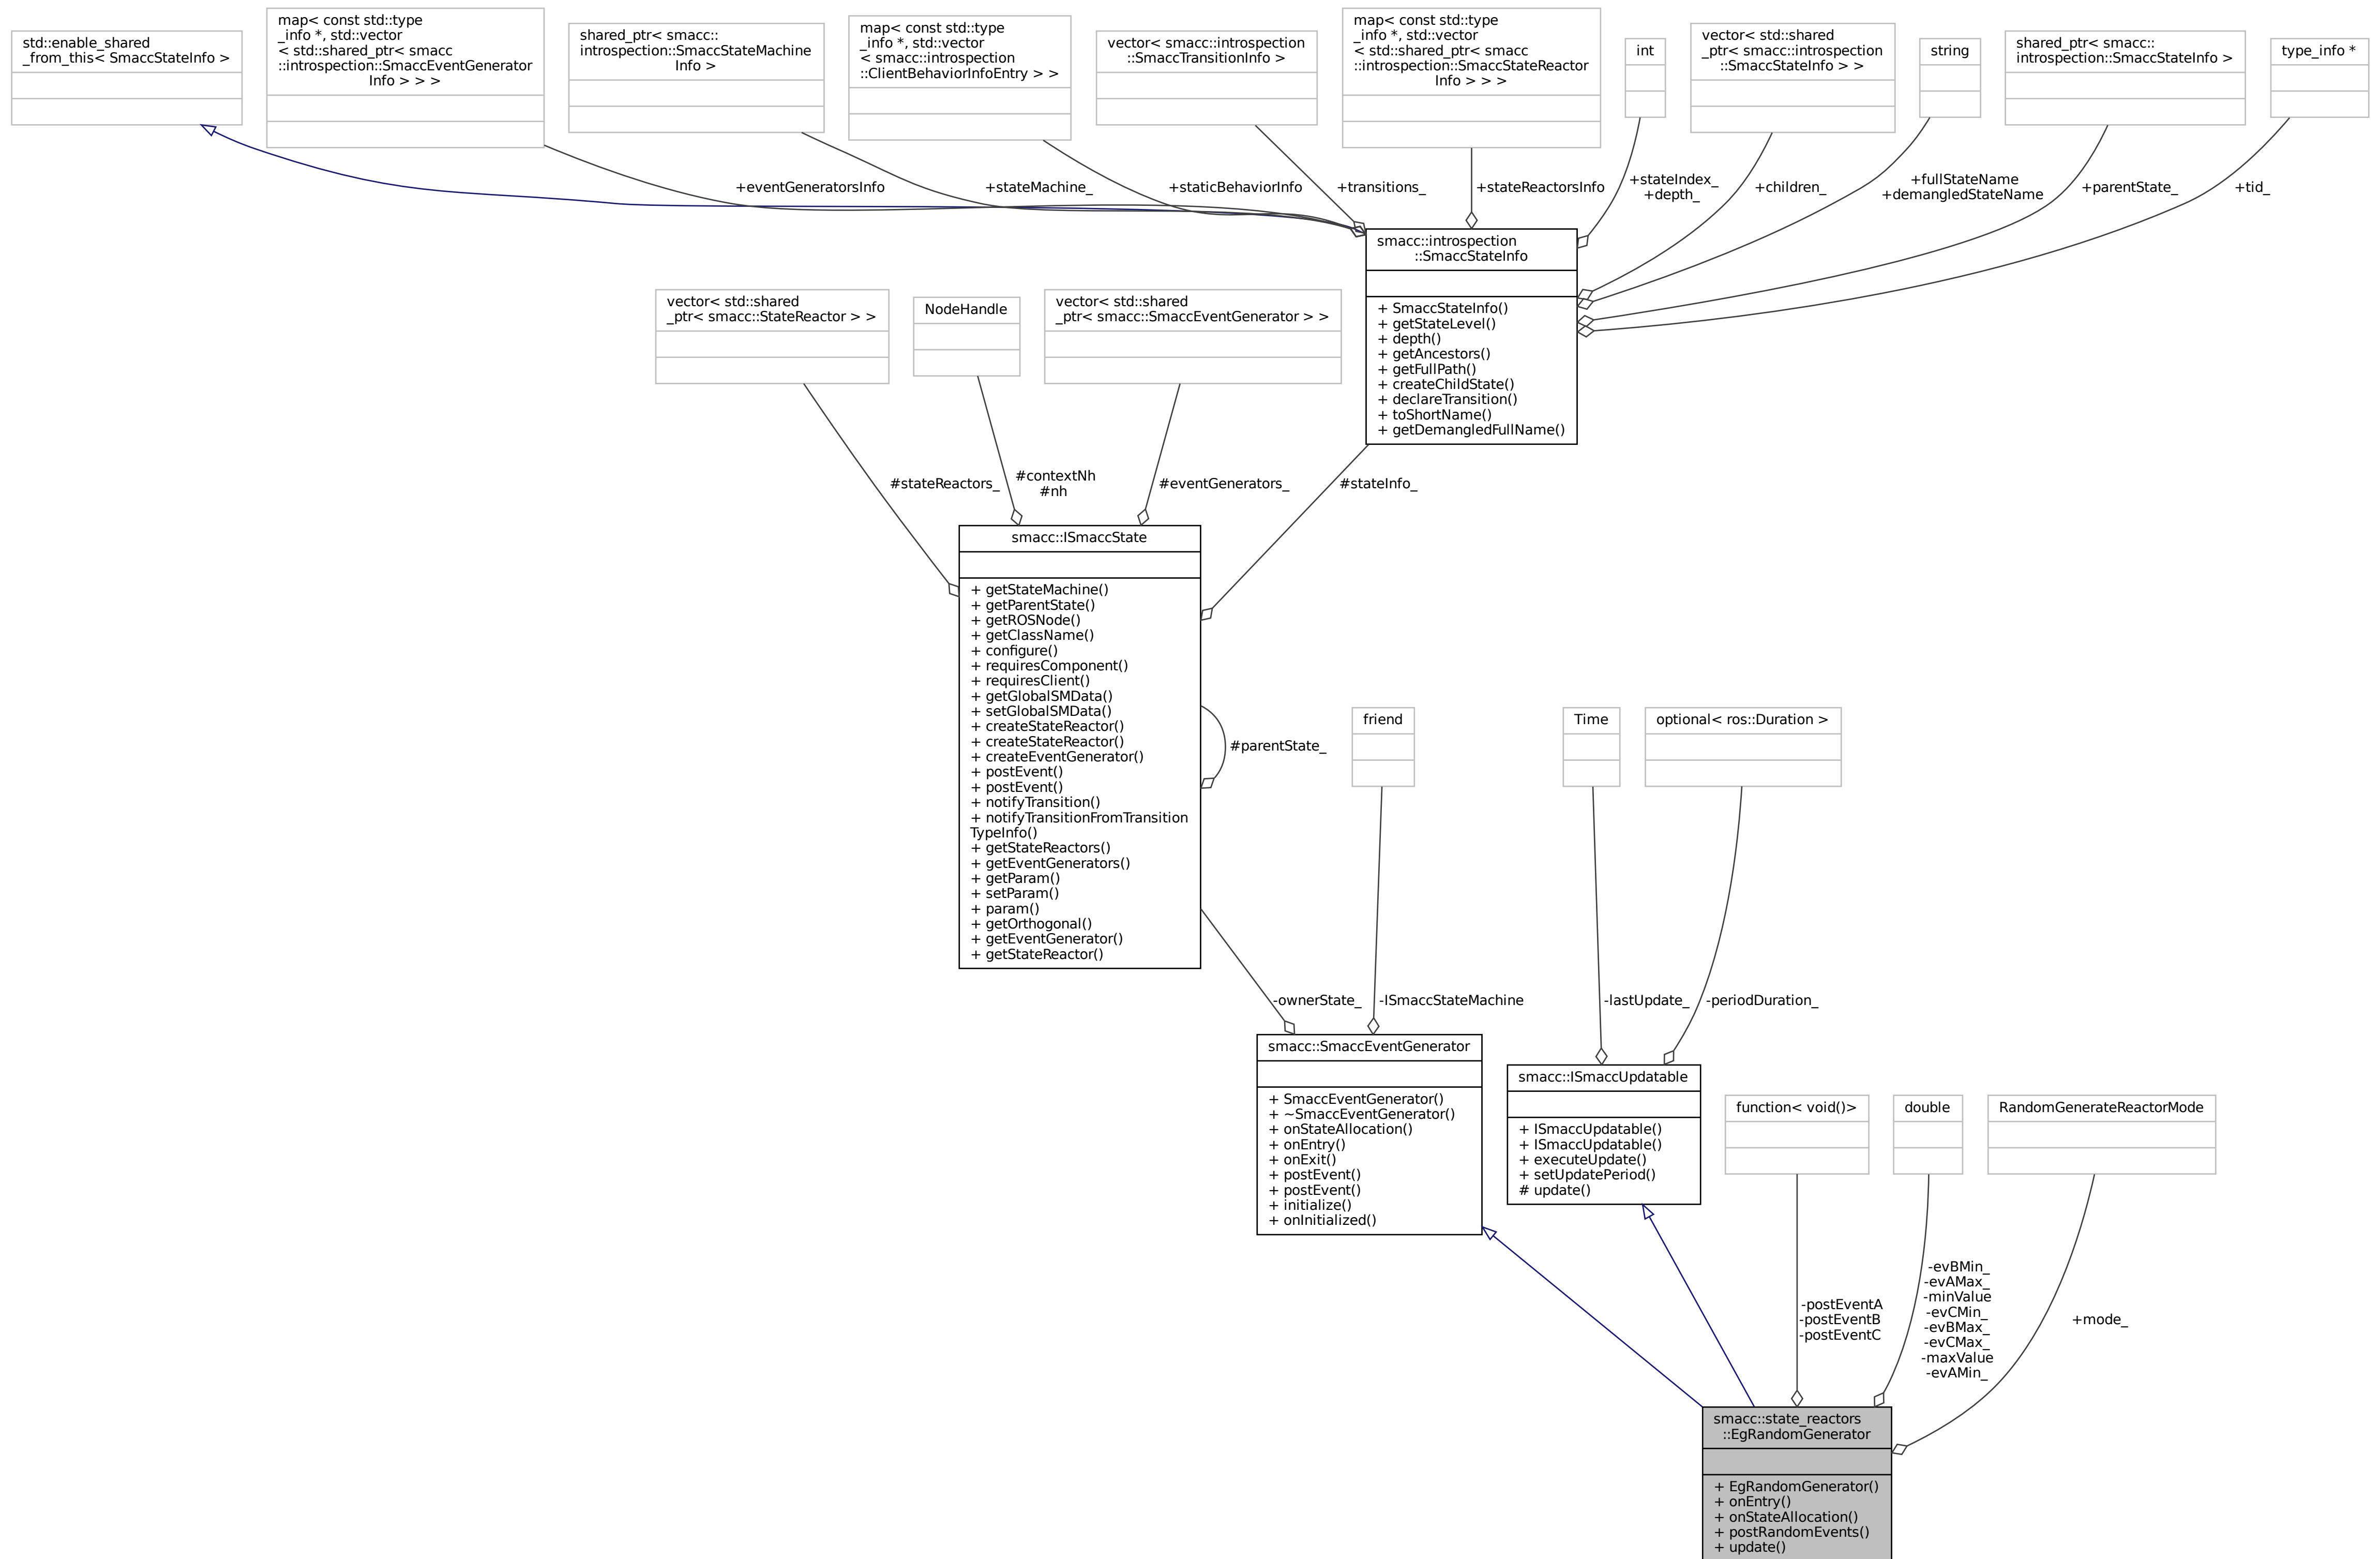 std::enable_shared
_from_this< SmaccStateInfo >
map< const std::type
_info *, std::vector
< std::shared_ptr< smacc
::introspection::SmaccEventGenerator
Info > > >
shared_ptr< smacc::
introspection::SmaccStateMachine
Info >
map< const std::type
_info *, std::vector
< smacc::introspection
::ClientBehaviorInfoEntry > >
vector< smacc::introspection
::SmaccTransitionInfo >
map< const std::type
_info *, std::vector
< std::shared_ptr< smacc
::introspection::SmaccStateReactor
Info > > >
int
vector< std::shared
_ptr< smacc::introspection
::SmaccStateInfo > >
string
shared_ptr< smacc::
introspection::SmaccStateInfo >
type_info *
+eventGeneratorsInfo
+stateMachine_
+staticBehaviorInfo
+transitions_
+stateReactorsInfo
+stateIndex_
+depth_
+children_
+fullStateName
+demangledStateName
+parentState_
+tid_
smacc::introspection
::SmaccStateInfo
+ SmaccStateInfo()
+ getStateLevel()
+ depth()
+ getAncestors()
+ getFullPath()
+ createChildState()
+ declareTransition()
+ toShortName()
+ getDemangledFullName()
vector< std::shared
_ptr< smacc::StateReactor > >
NodeHandle
vector< std::shared
_ptr< smacc::SmaccEventGenerator > >
#stateReactors_
#contextNh
#nh
#eventGenerators_
#stateInfo_
smacc::ISmaccState
+ getStateMachine()
+ getParentState()
+ getROSNode()
+ getClassName()
+ configure()
+ requiresComponent()
+ requiresClient()
+ getGlobalSMData()
+ setGlobalSMData()
+ createStateReactor()
+ createStateReactor()
+ createEventGenerator()
+ postEvent()
+ postEvent()
+ notifyTransition()
+ notifyTransitionFromTransition
TypeInfo()
+ getStateReactors()
+ getEventGenerators()
+ getParam()
+ setParam()
+ param()
+ getOrthogonal()
+ getEventGenerator()
+ getStateReactor()
#parentState_
friend
Time
optional< ros::Duration >
-ownerState_
-ISmaccStateMachine
-lastUpdate_
-periodDuration_
smacc::SmaccEventGenerator
+ SmaccEventGenerator()
+ ~SmaccEventGenerator()
+ onStateAllocation()
+ onEntry()
+ onExit()
+ postEvent()
+ postEvent()
+ initialize()
+ onInitialized()
smacc::ISmaccUpdatable
+ ISmaccUpdatable()
+ ISmaccUpdatable()
+ executeUpdate()
+ setUpdatePeriod()
# update()
function< void()>
double
RandomGenerateReactorMode
-postEventA
-postEventB
-postEventC
-evBMin_
-evAMax_
-minValue
-evCMin_
-evBMax_
-evCMax_
-maxValue
-evAMin_
+mode_
smacc::state_reactors
::EgRandomGenerator
+ EgRandomGenerator()
+ onEntry()
+ onStateAllocation()
+ postRandomEvents()
+ update()